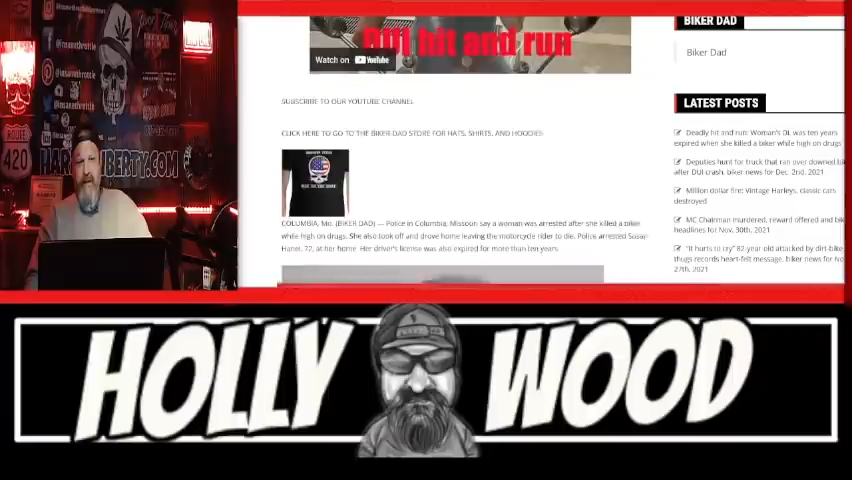 DUI hit and run
Watch on YouTube
SUBSCRIBE TO OUR YOUTUBE CHANNEL
CLICK HERE TO GO TO THE BIKER DAD STORE FOR HATS, SHIRTS, AND HOODIES
COLUMBIA, Mo. (BIKER DAD) — Police in Columbia, Missouri say a woman was arrested after she killed a biker
while high on drugs. She also took off and drove home leaving the motorcycle rider to die. Police arrested Susan
72, at her home. Her driver's license was also expired for more than ten years.
BIKER DAD
Biker Dad
LATEST POSTS
Deadly hit and run: Woman's DL was ten years
expired when she killed a biker while high on drugs
Deputies hunt for truck that ran over downed bik
after DUI crash, biker news for Dec. 2nd, 2021
Million dollar fire: Vintage Harleys, classic cars
destroyed
MC Chairman murdered, reward offered and bik
headlines for Nov. 30th, 2021
"It hurts to cry" 82-year old attacked by dirt-bike
thugs records heart-felt message, biker news for No
27th, 2021
@insanethrottle
@insanethrottle
ROUTE
420
HAR
LIBERTY.COM
HOLLY WOOD